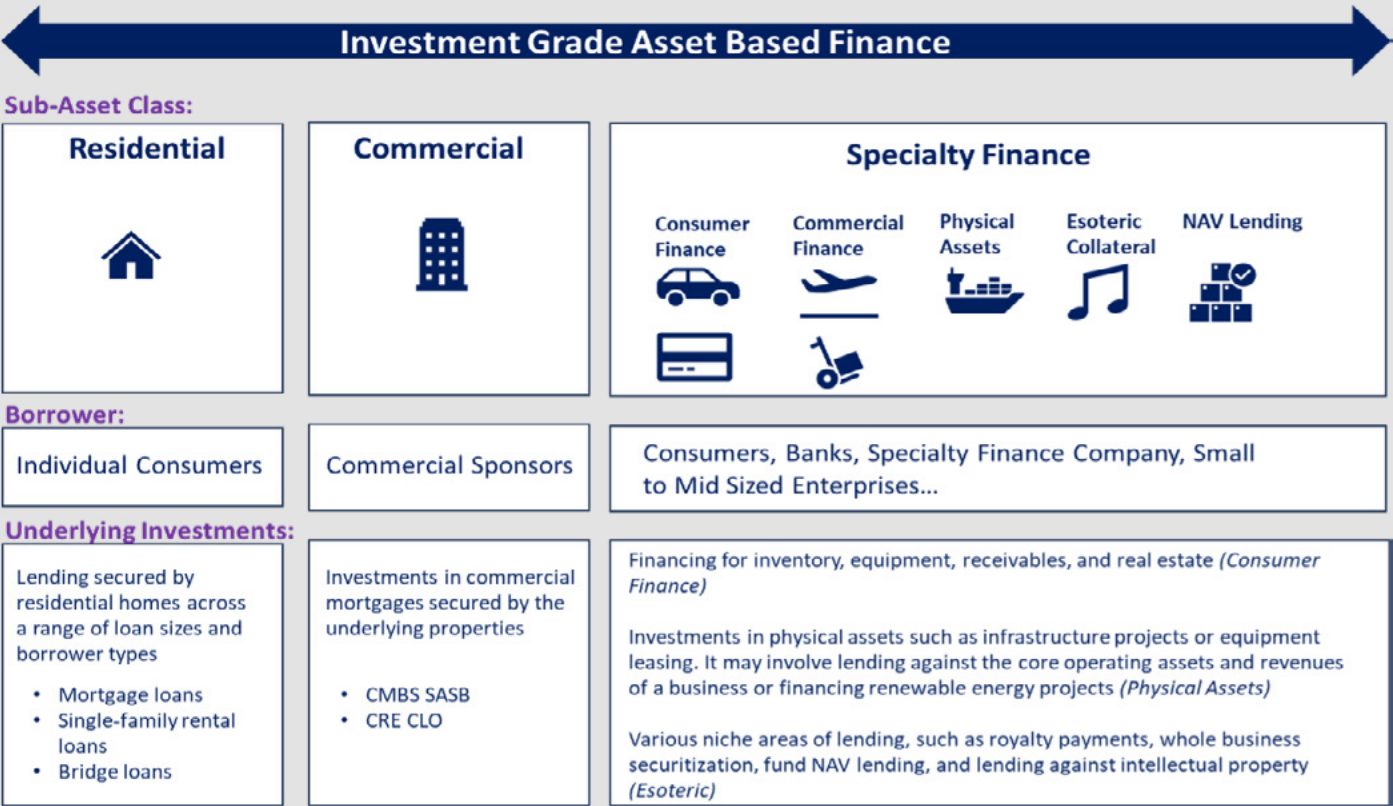 Investment Grade Asset Based Finance
Sub-Asset Class:
Residential
Commercial
Specialty Finance
Consumer
Finance
Commercial
Finance
Physical
Assets
Esoteric
Collateral
NAV Lending
Borrower:
Individual Consumers
Commercial Sponsors
Consumers, Banks, Specialty Finance Company, Small
to Mid Sized Enterprises...
Underlying Investments:
Lending secured by
residential homes across
a range of loan sizes and
borrower types
• Mortgage loans
• Single-family rental
loans
• Bridge loans
Investments in commercial
mortgages secured by the
underlying properties
• CMBS SASB
• CRE CLO
Financing for inventory, equipment, receivables, and real estate (Consumer
Finance)
Investments in physical assets such as infrastructure projects or equipment
leasing. It may involve lending against the core operating assets and revenues
of a business or financing renewable energy projects (Physical Assets)
Various niche areas of lending, such as royalty payments, whole business
securitization, fund NAV lending, and lending against intellectual property
(Esoteric)